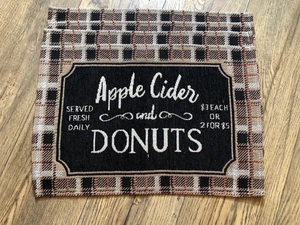 Apple Cider
SERVED
FRESH
DAILY
and
$3 EACH
OR
2 FOR $5
DONUTS